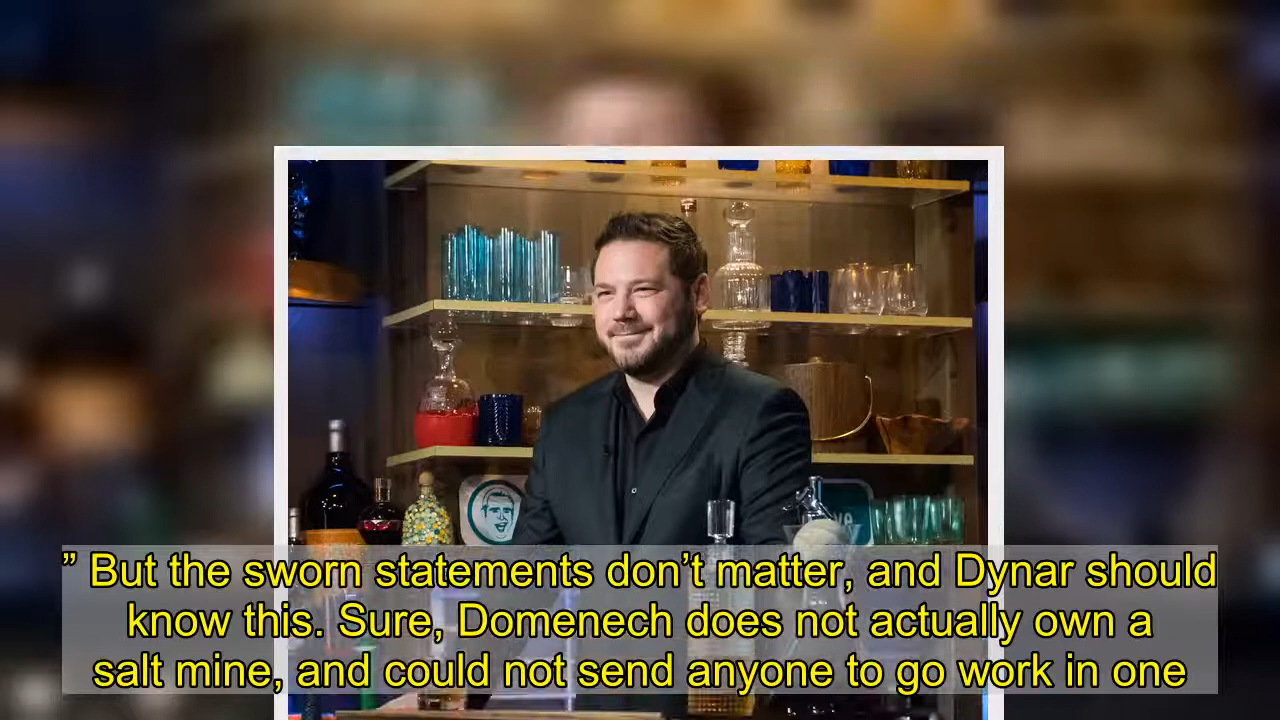 ” But the sworn statements don’t matter, and Dynar should
know this. Sure, Domenech does not actually own a
salt mine, and could not send anyone to go work in one